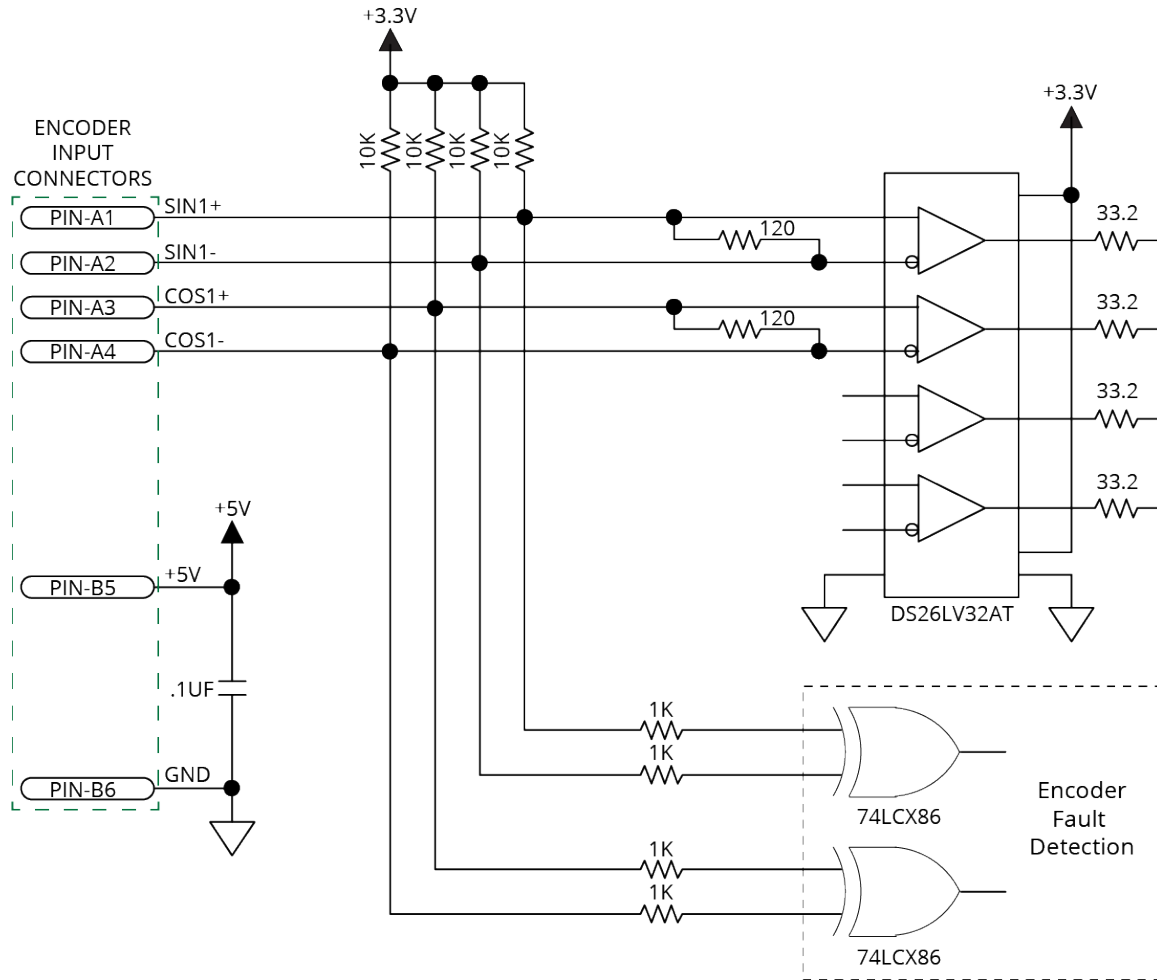 +3.3V
+3.3V
ENCODER
INPUT
CONNECTORS
10K
10K
10K
10K
PIN-A1
SIN1+
120
33.2
PIN-A2
SIN1-
PIN-A3
COS1+
120
33.2
PIN-A4
COS1-
33.2
33.2
+5V
PIN-B5
+5V
DS26LV32AT
.1UF
PIN-B6
GND
1K
1K
74LCX86
1K
1K
74LCX86
Encoder
Fault
Detection